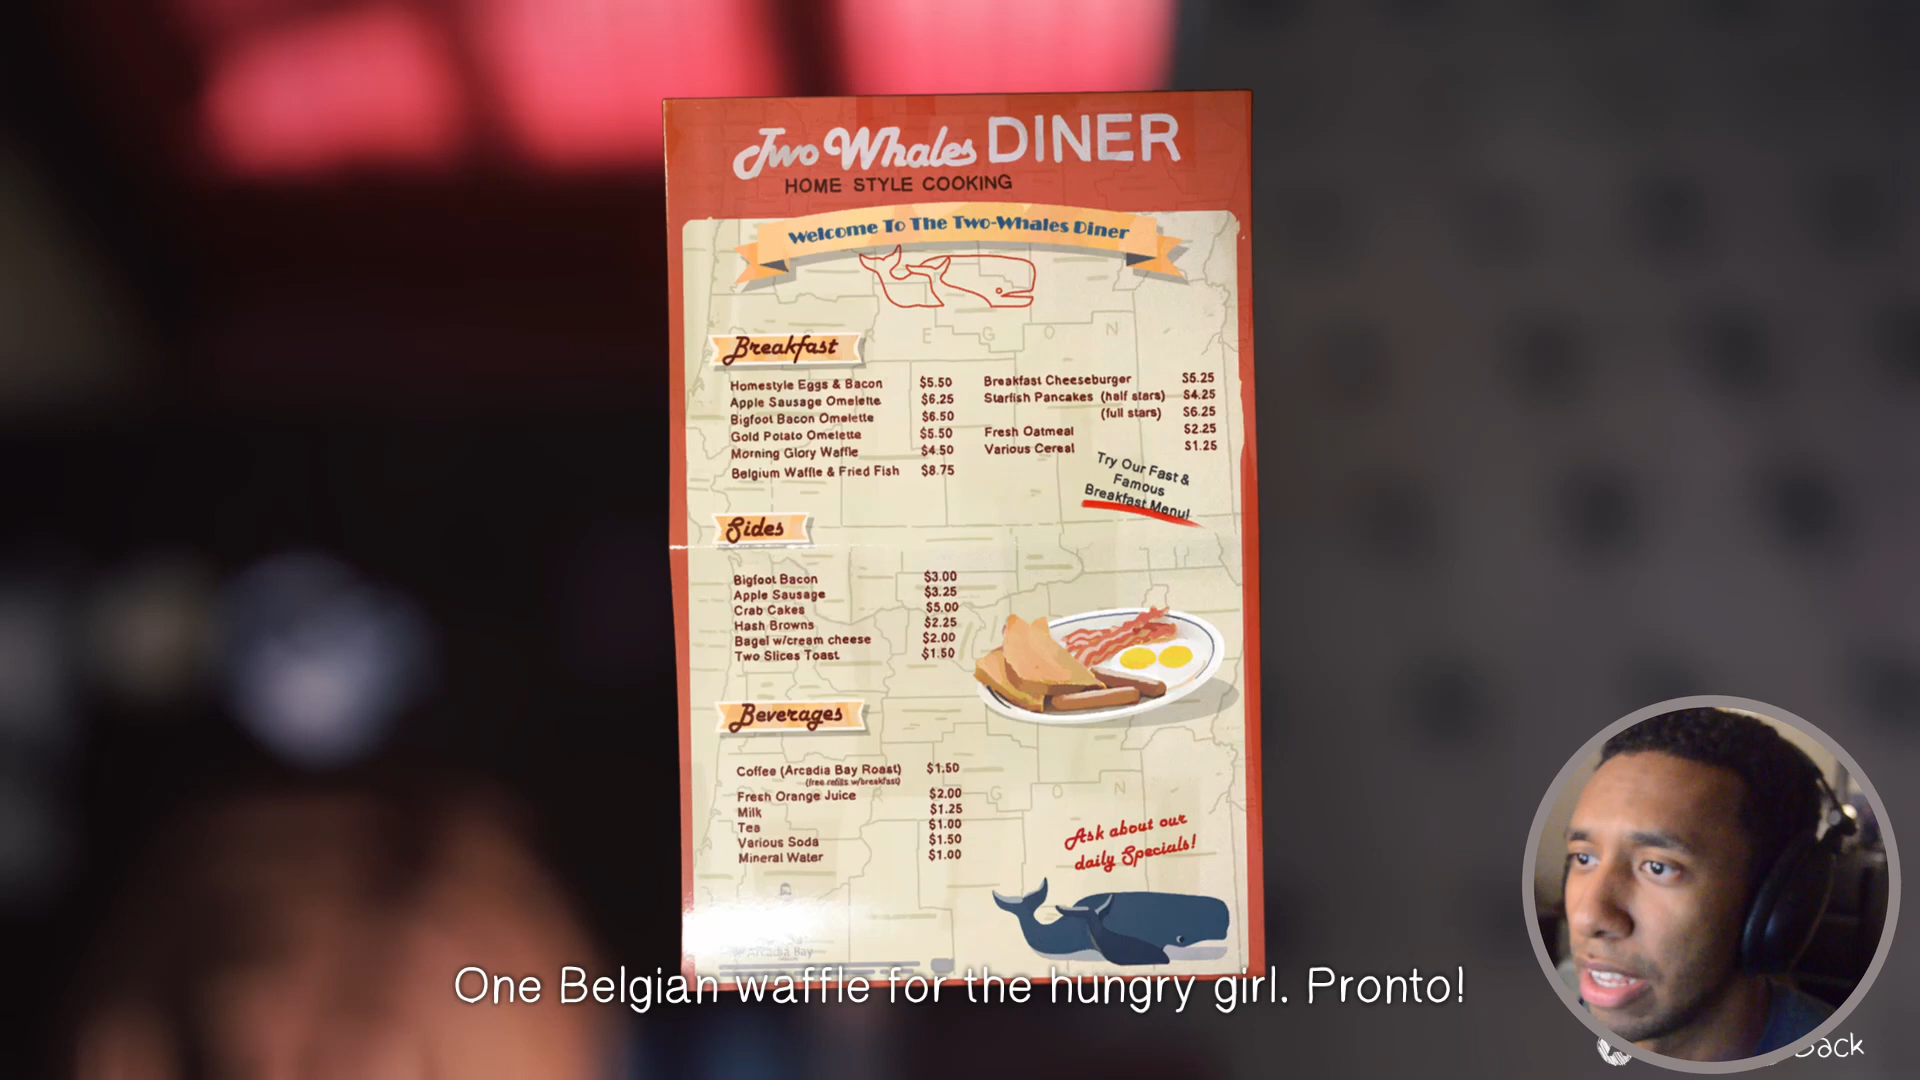 Two Whales DINER
HOME STYLE COOKING
Welcome To The Two-Whales Diner
O R E G O N
Breakfast
Homestyle Eggs & Bacon $5.50
Apple Sausage Omelette $6.25
Bigfoot Bacon Omelette $6.50
Gold Potato Omelette $5.50
Morning Glory Waffle $4.50
Belgium Waffle & Fried Fish $8.75
Breakfast Cheeseburger $5.25
Starfish Pancakes (half stars) $4.25
(full stars) $6.25
Fresh Oatmeal $2.25
Various Cereal $1.25
Try Our Fast &
Famous
Breakfast Menu!
Sides
Bigfoot Bacon $3.00
Apple Sausage $3.25
Crab Cakes $5.00
Hash Browns $2.25
Bagel w/cream cheese $2.00
Two Slices Toast $1.50
Beverages
Coffee (Arcadia Bay Roast) $1.50
(free refills w/breakfast)
Fresh Orange Juice $2.00
Milk $1.25
Tea $1.00
Various Soda $1.50
Mineral Water $1.00
G O N
Ask about our
daily Specials!
Arcadia Bay
One Belgian waffle for the hungry girl. Pronto!
Back